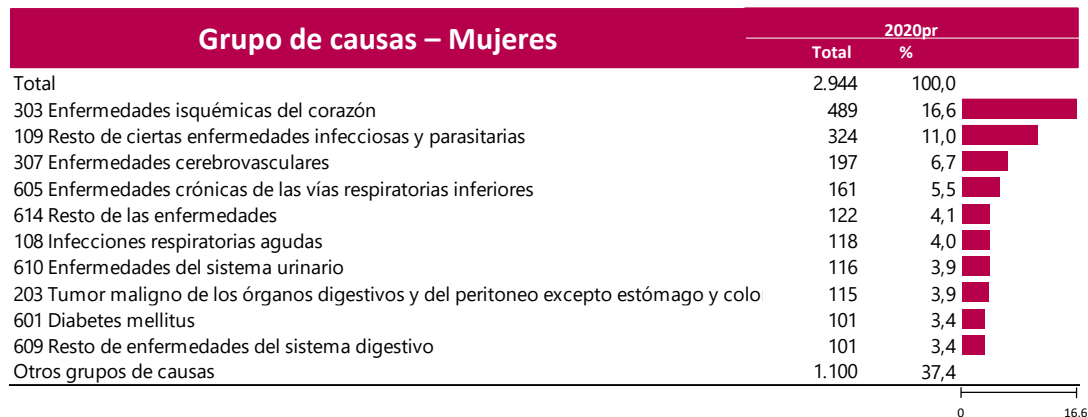 Grupo de causas – Mujeres
2020pr
Total %
Total 2.944 100,0
303 Enfermedades isquémicas del corazón 489 16,6
109 Resto de ciertas enfermedades infecciosas y parasitarias 324 11,0
307 Enfermedades cerebrovasculares 197 6,7
605 Enfermedades crónicas de las vías respiratorias inferiores 161 5,5
614 Resto de las enfermedades 122 4,1
108 Infecciones respiratorias agudas 118 4,0
610 Enfermedades del sistema urinario 116 3,9
203 Tumor maligno de los órganos digestivos y del peritoneo excepto estómago y colo 115 3,9
601 Diabetes mellitus 101 3,4
609 Resto de enfermedades del sistema digestivo 101 3,4
Otros grupos de causas 1.100 37,4
0 16,6